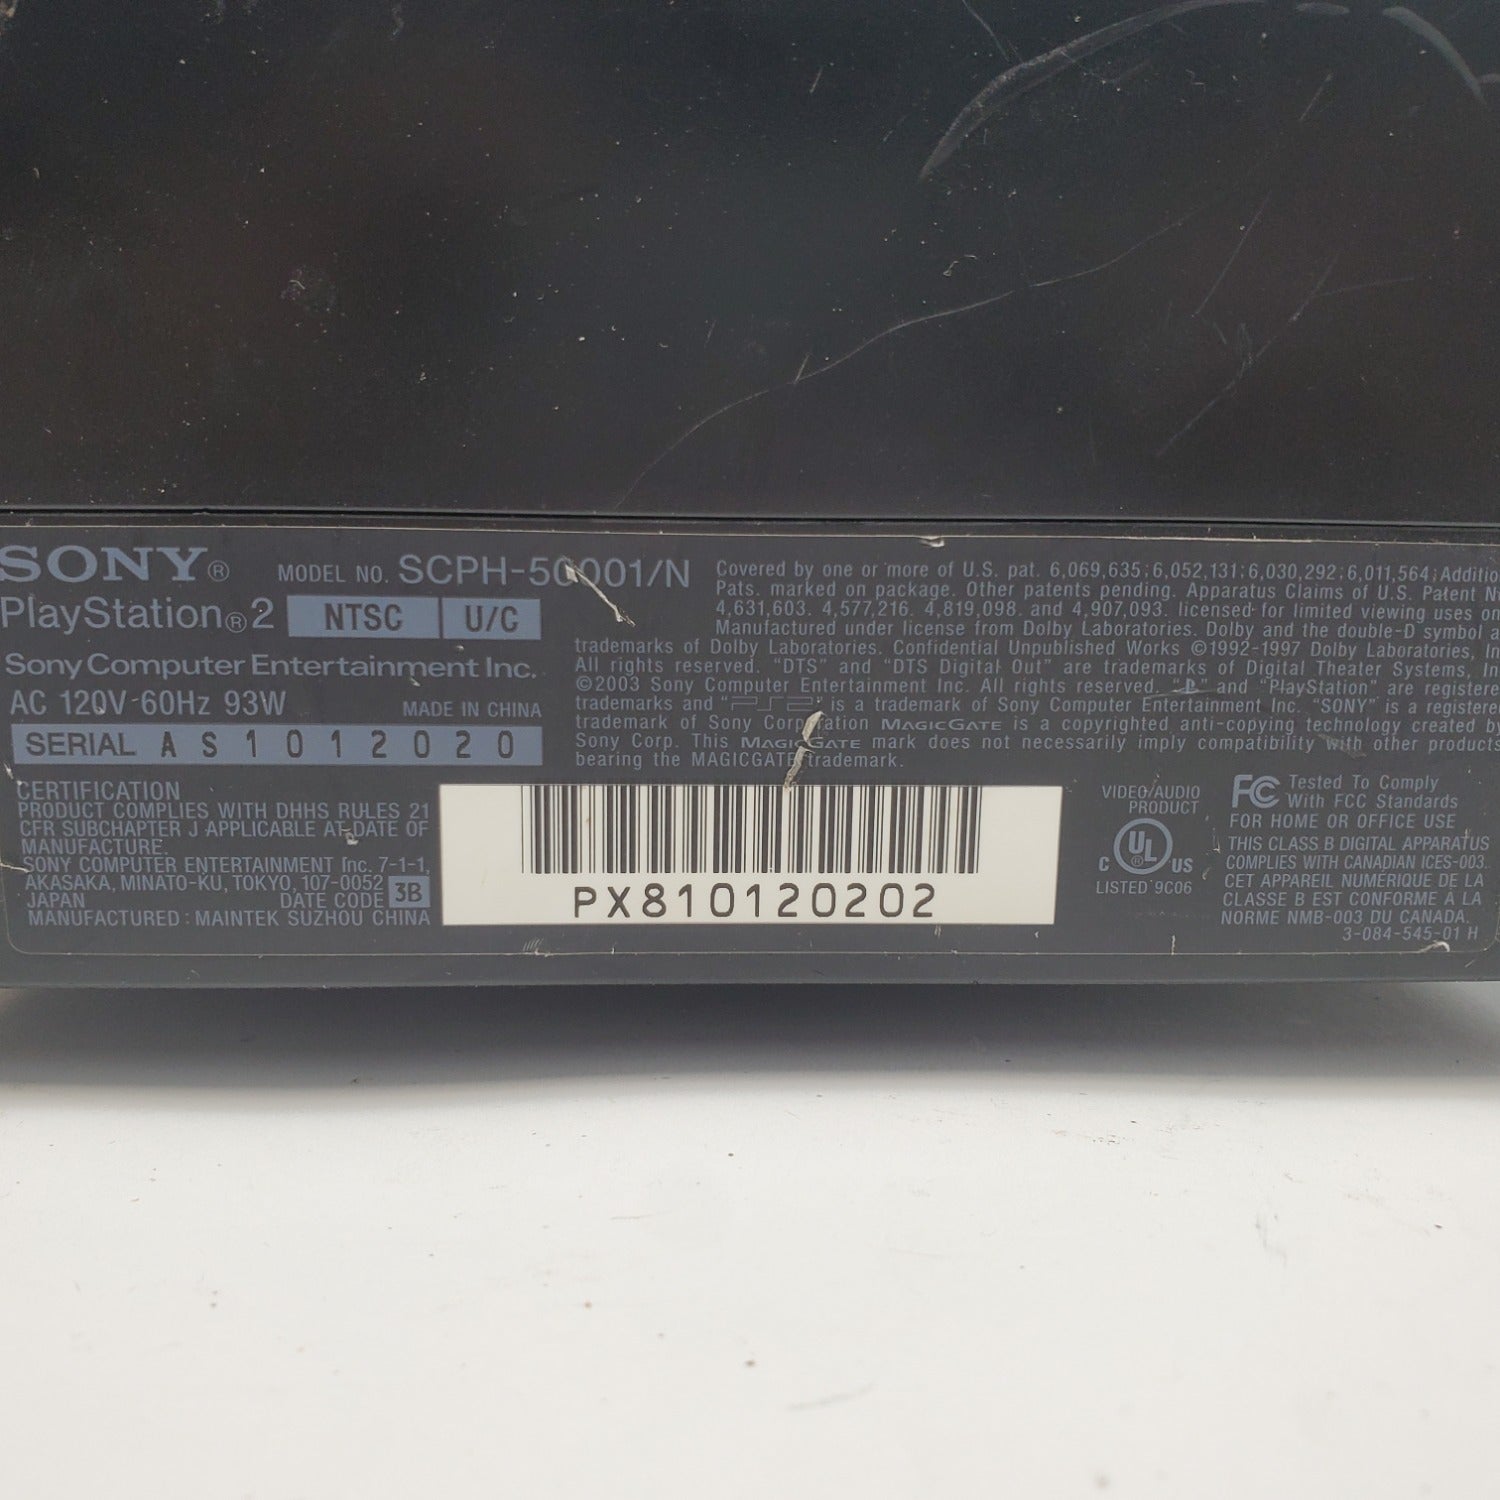 SONY®
MODEL NO. SCPH-50001/N
PlayStation®2 NTSC U/C
Sony Computer Entertainment Inc.
AC 120V-60Hz 93W MADE IN CHINA
SERIAL AS1012020
Covered by one or more of U.S. pat. 6,069,635; 6,052,131; 6,030,292; 6,011,564; Additio
Pats. marked on package. Other patents pending. Apparatus Claims of U.S. Patent
4,631,603. 4,577,216. 4,819,098. and 4,907,093. licensed for limited viewing uses on
Manufactured under license from Dolby Laboratories. Dolby and the double-D symbol a
trademarks of Dolby Laboratories. Confidential Unpublished Works ©1992-1997 Dolby Laboratories, In
All rights reserved. "DTS" and "DTS Digital Out" are trademarks of Digital Theater Systems, In
©2003 Sony Computer Entertainment Inc. All rights reserved. " " and "PlayStation" are registere
trademarks and "PS2" is a trademark of Sony Computer Entertainment Inc. "SONY" is a registere
trademark of Sony Corporation MAGICGATE is a copyrighted anti-copying technology created by
Sony Corp. This MAGICGATE mark does not necessarily imply compatibility with other products
bearing the MAGICGATE trademark.
CERTIFICATION
PRODUCT COMPLIES WITH DHHS RULES 21
CFR SUBCHAPTER J APPLICABLE AT DATE OF
MANUFACTURE.
SONY COMPUTER ENTERTAINMENT Inc. 7-1-1,
AKASAKA, MINATO-KU, TOKYO, 107-0052
JAPAN DATE CODE 3B
MANUFACTURED: MAINTEK SUZHOU CHINA
PX810120202
VIDEO/AUDIO
PRODUCT
C UL® US
LISTED 9C06
FC Tested To Comply
With FCC Standards
FOR HOME OR OFFICE USE
THIS CLASS B DIGITAL APPARATUS
COMPLIES WITH CANADIAN ICES-003.
CET APPAREIL NUMÉRIQUE DE LA
CLASSE B EST CONFORME À LA
NORME NMB-003 DU CANADA.
3-084-545-01 H